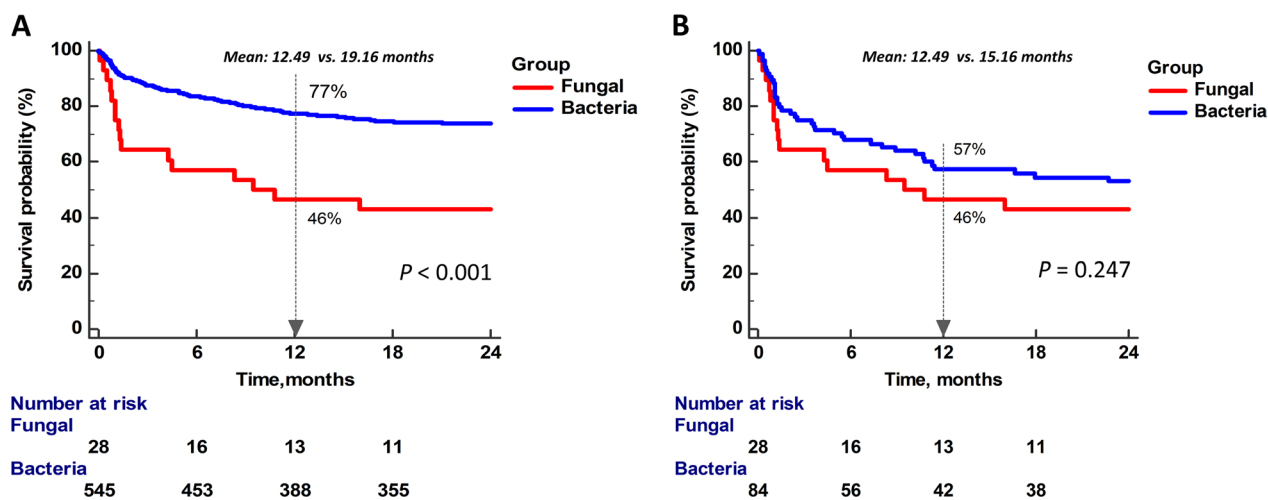 A
Mean: 12.49 vs. 19.16 months
Survival probability (%)
100
80
60
40
20
0
77%
46%
P < 0.001
Group
Fungal
Bacteria
0 6 12 18 24
Time,months
Number at risk
Fungal
28 16 13 11
Bacteria
545 453 388 355
B
Mean: 12.49 vs. 15.16 months
Survival probability (%)
100
80
60
40
20
0
57%
46%
P = 0.247
Group
Fungal
Bacteria
0 6 12 18 24
Time, months
Number at risk
Fungal
28 16 13 11
Bacteria
84 56 42 38